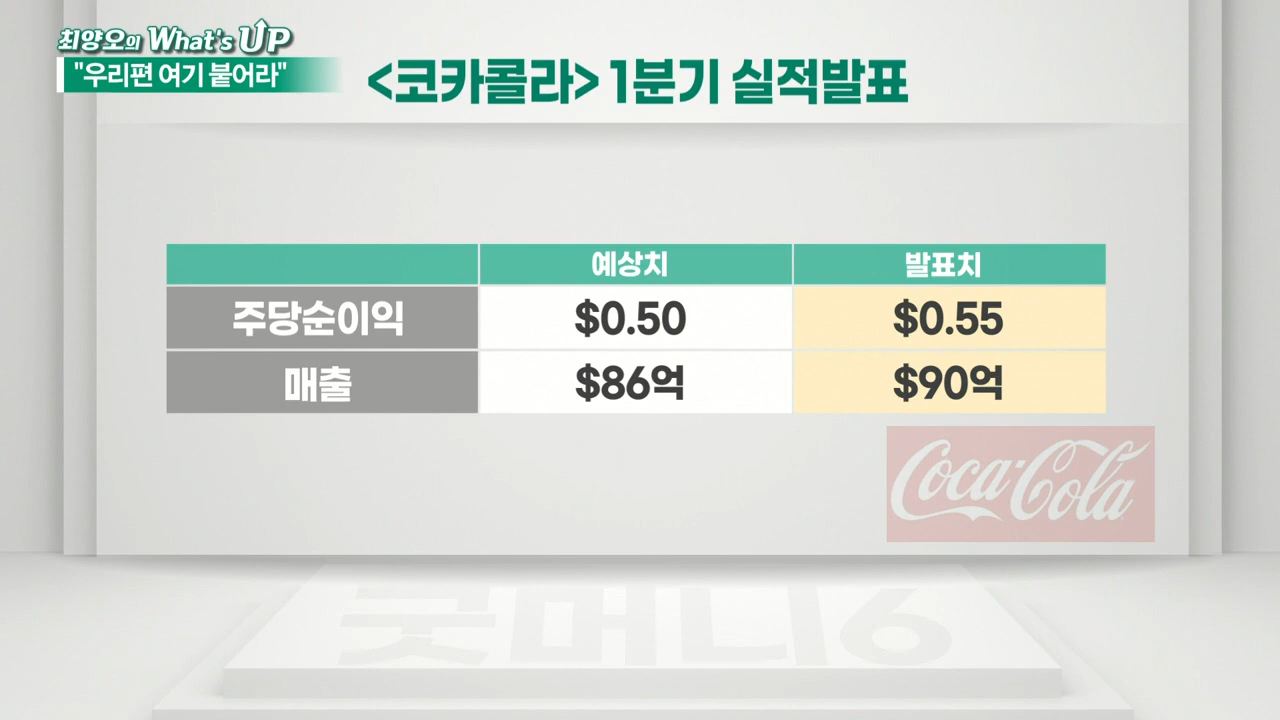 최양오의 What's UP
"우리편 여기 붙어라"
<코카콜라> 1분기 실적발표
예상치 발표치
주당순이익 $0.50 $0.55
매출 $86억 $90억
Coca-Cola
굿머니6